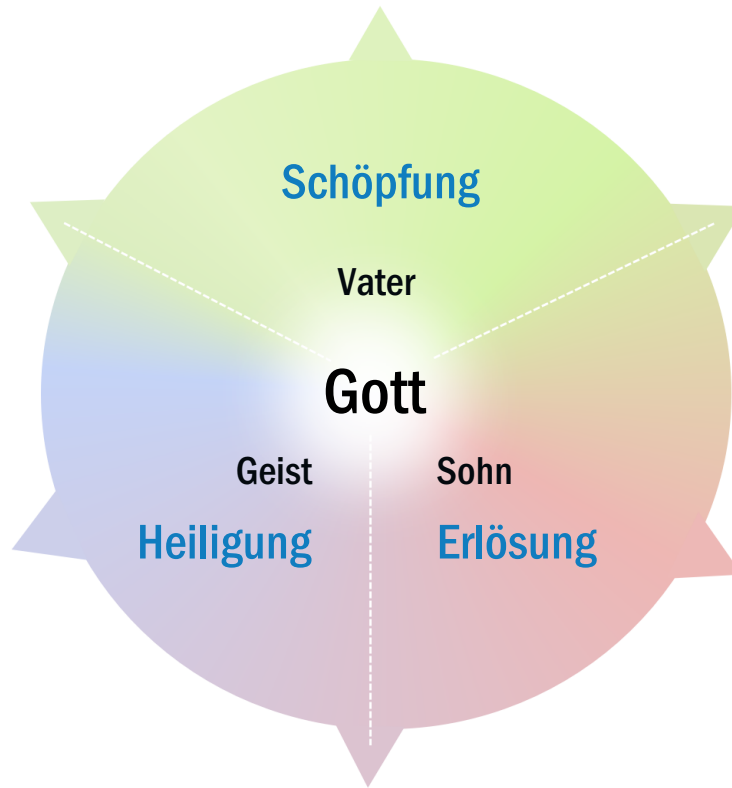 Schöpfung
Vater
Gott
Geist
Sohn
Heiligung
Erlösung